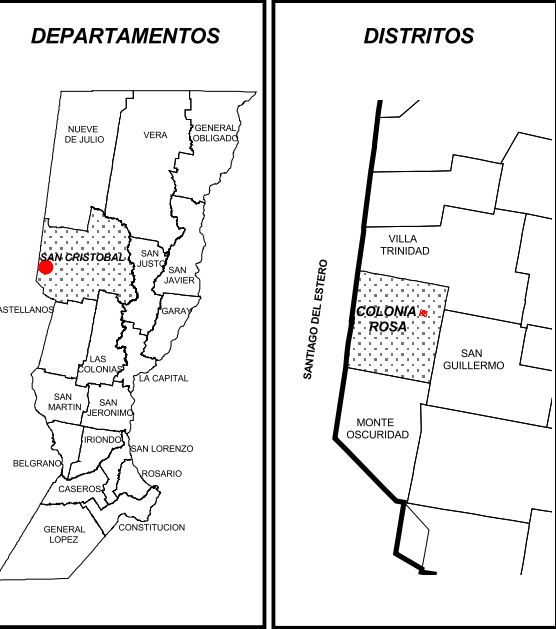 DEPARTAMENTOS
NUEVE
DE JULIO
VERA
GENERAL
OBLIGADO
SAN CRISTOBAL
SAN
JUSTO
SAN
JAVIER
ASTELLANOS
GARAY
LAS
COLONIAS
LA CAPITAL
SAN
MARTIN
SAN
JERONIMO
IRIONDO
SAN LORENZO
BELGRANO
ROSARIO
CASEROS
CONSTITUCION
GENERAL
LOPEZ
DISTRITOS
VILLA
TRINIDAD
SANTIAGO DEL ESTERO
COLONIA
ROSA
SAN
GUILLERMO
MONTE
OSCURIDAD